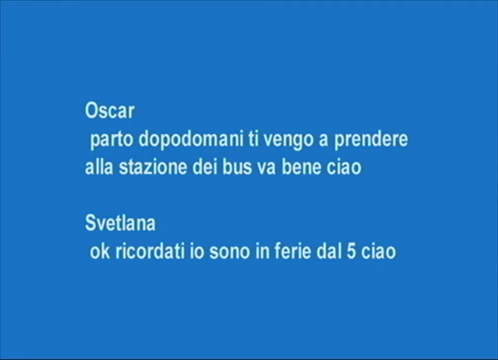 Oscar
parto dopodomani ti vengo a prendere
alla stazione dei bus va bene ciao
Svetlana
ok ricordati io sono in ferie dal 5 ciao